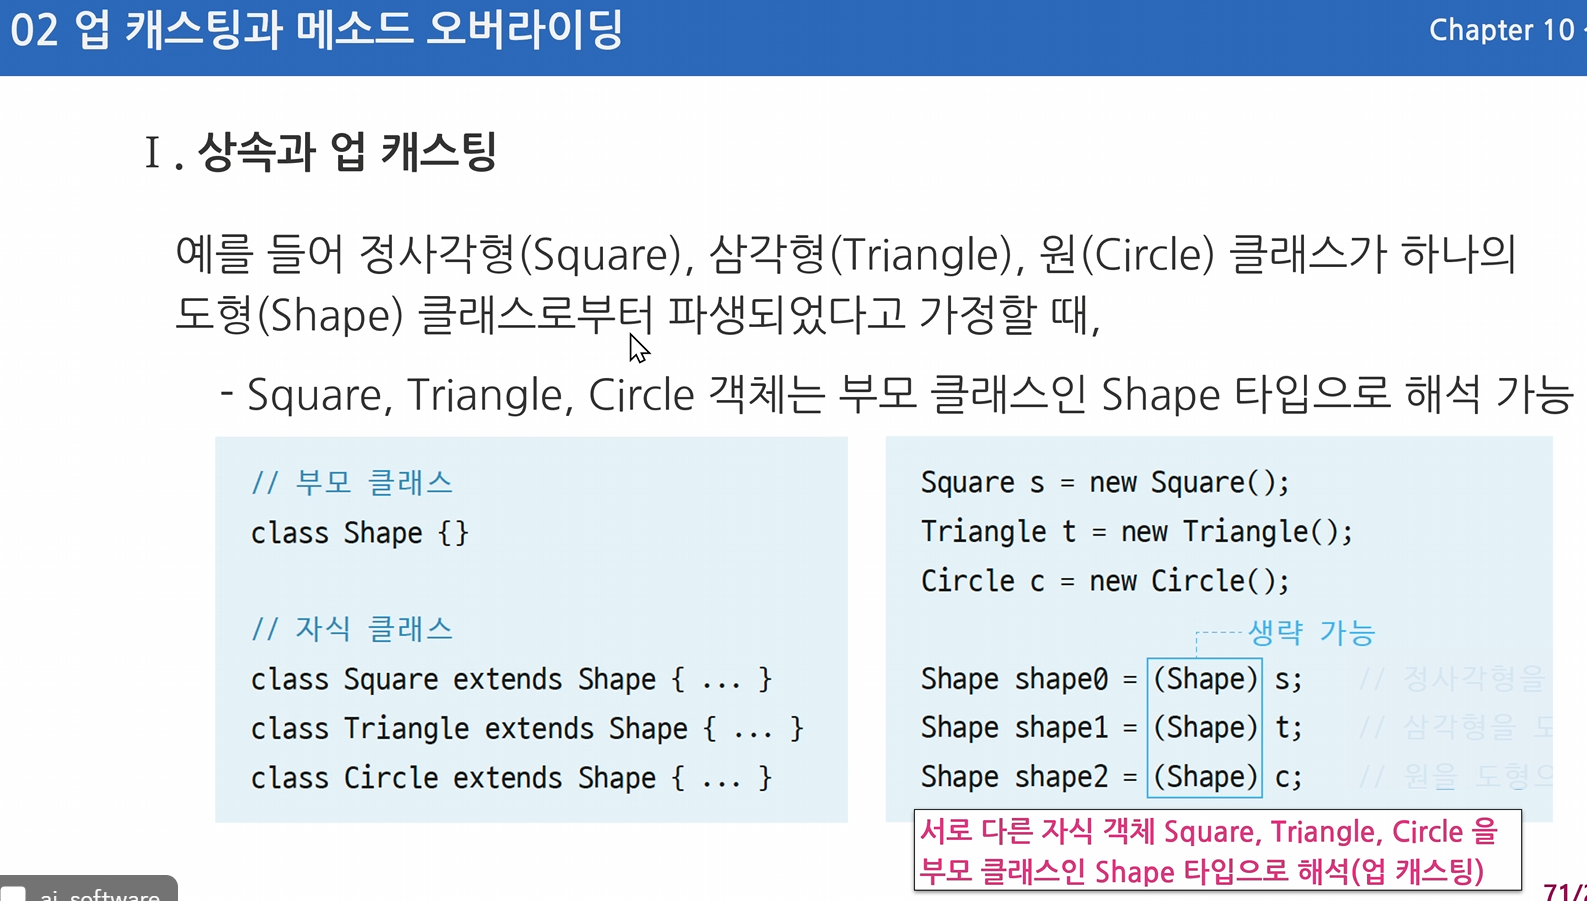 02 업 캐스팅과 메소드 오버라이딩
Chapter 10
Ⅰ. 상속과 업 캐스팅
예를 들어 정사각형(Square), 삼각형(Triangle), 원(Circle) 클래스가 하나의
도형(Shape) 클래스로부터 파생되었다고 가정할 때,
- Square, Triangle, Circle 객체는 부모 클래스인 Shape 타입으로 해석 가능
// 부모 클래스
class Shape {}
// 자식 클래스
class Square extends Shape { ... }
class Triangle extends Shape { ... }
class Circle extends Shape { ... }
Square s = new Square();
Triangle t = new Triangle();
Circle c = new Circle();
생략 가능
Shape shape0 = (Shape) s; // 정사각형을
Shape shape1 = (Shape) t; // 삼각형을
Shape shape2 = (Shape) c; // 원을 도형으
서로 다른 자식 객체 Square, Triangle, Circle 을
부모 클래스인 Shape 타입으로 해석(업 캐스팅)
ai_software
71/